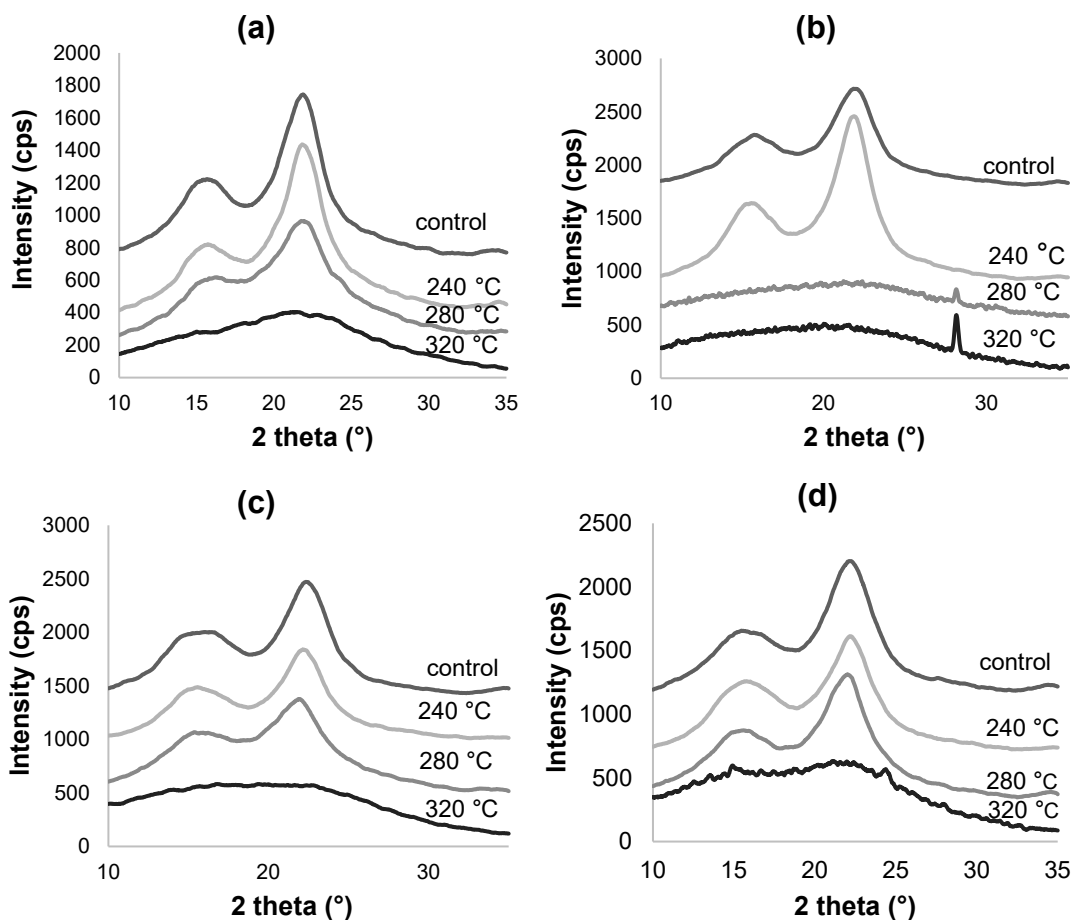 (a)
Intensity (cps)
2000
1800
1600
1400
1200
1000
800
600
400
200
0
control
240 °C
280 °C
320 °C
10 15 20 25 30 35
2 theta (°)
(b)
Intensity (cps)
3000
2500
2000
1500
1000
500
0
control
240 °C
280 °C
320 °C
10 20 30
2 theta (°)
(c)
Intensity (cps)
3000
2500
2000
1500
1000
500
0
control
240 °C
280 °C
320 °C
10 20 30
2 theta (°)
(d)
Intensity (cps)
2500
2000
1500
1000
500
0
control
240 °C
280 °C
320 °C
10 15 20 25 30 35
2 theta (°)